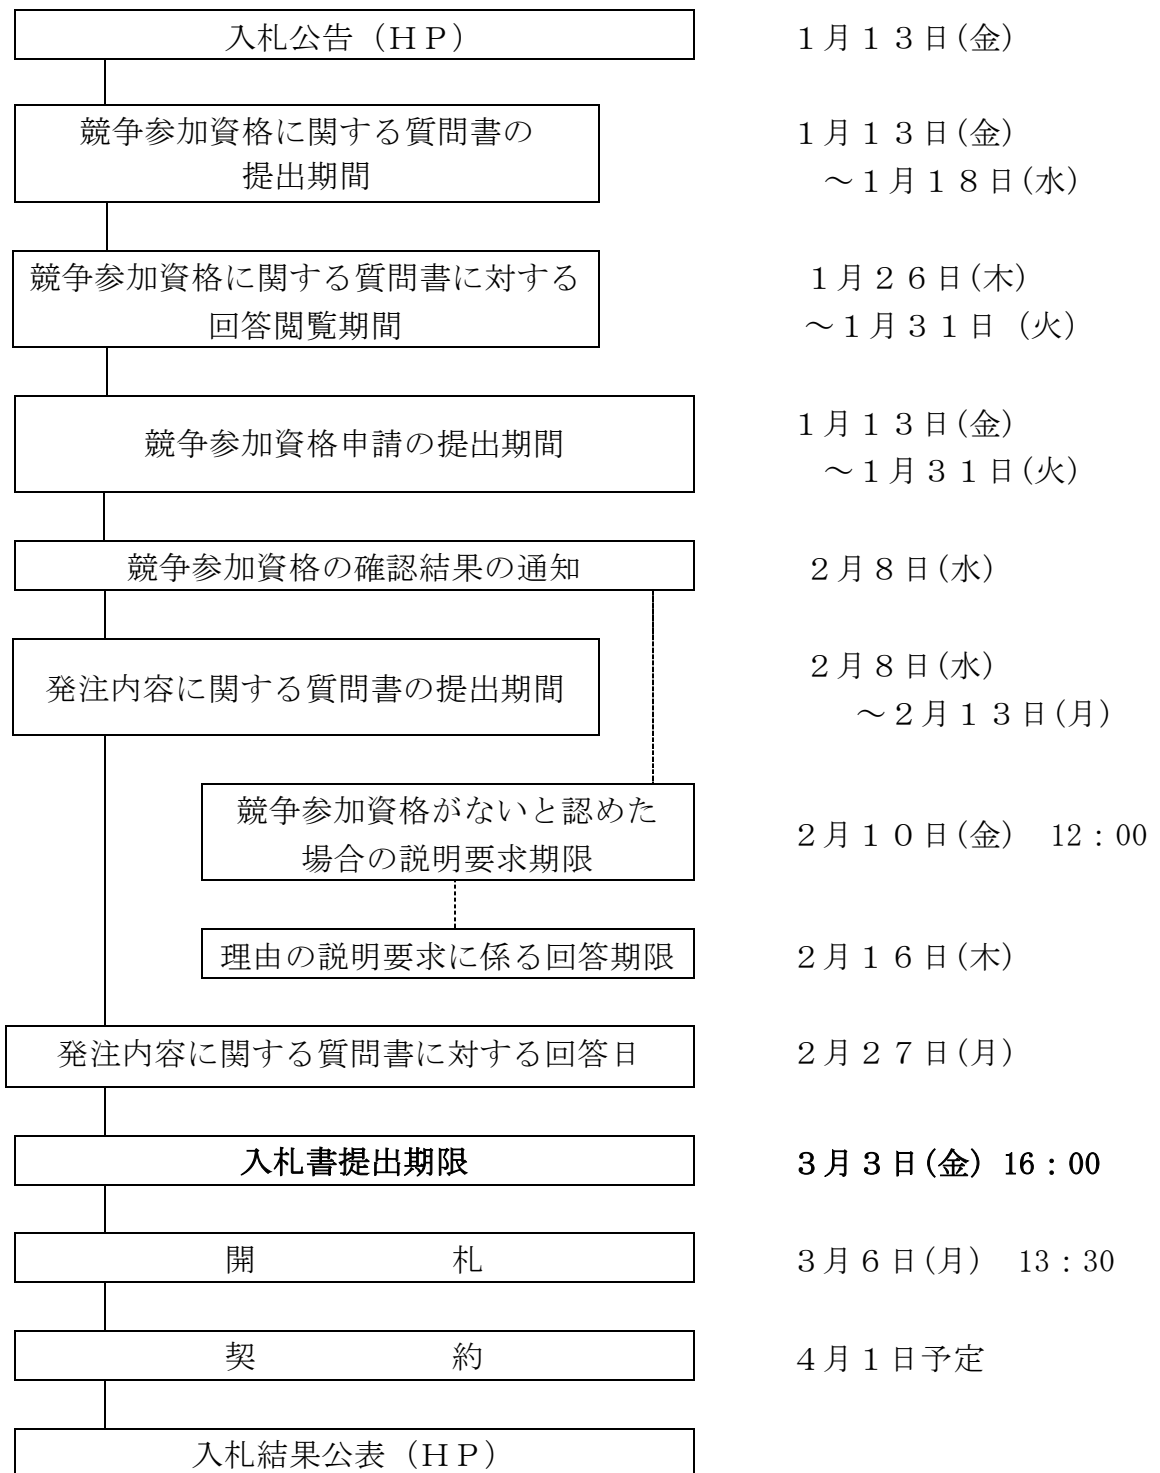 入札公告（ＨＰ）
１月１３日(金)
競争参加資格に関する質問書の
提出期間
１月１３日(金)
～１月１８日(水)
競争参加資格に関する質問書に対する
回答閲覧期間
１月２６日(木)
～１月３１日 (火)
競争参加資格申請の提出期間
１月１３日(金)
～１月３１日(火)
競争参加資格の確認結果の通知
２月８日(水)
発注内容に関する質問書の提出期間
２月８日(水)
～２月１３日(月)
競争参加資格がないと認めた
場合の説明要求期限
２月１０日(金)　12：00
理由の説明要求に係る回答期限
２月１６日(木)
発注内容に関する質問書に対する回答日
２月２７日(月)
入札書提出期限
３月３日(金) 16：00
開　　　　　　札
３月６日(月)　13：30
契　　　　　　約
４月１日予定
入札結果公表（ＨＰ）